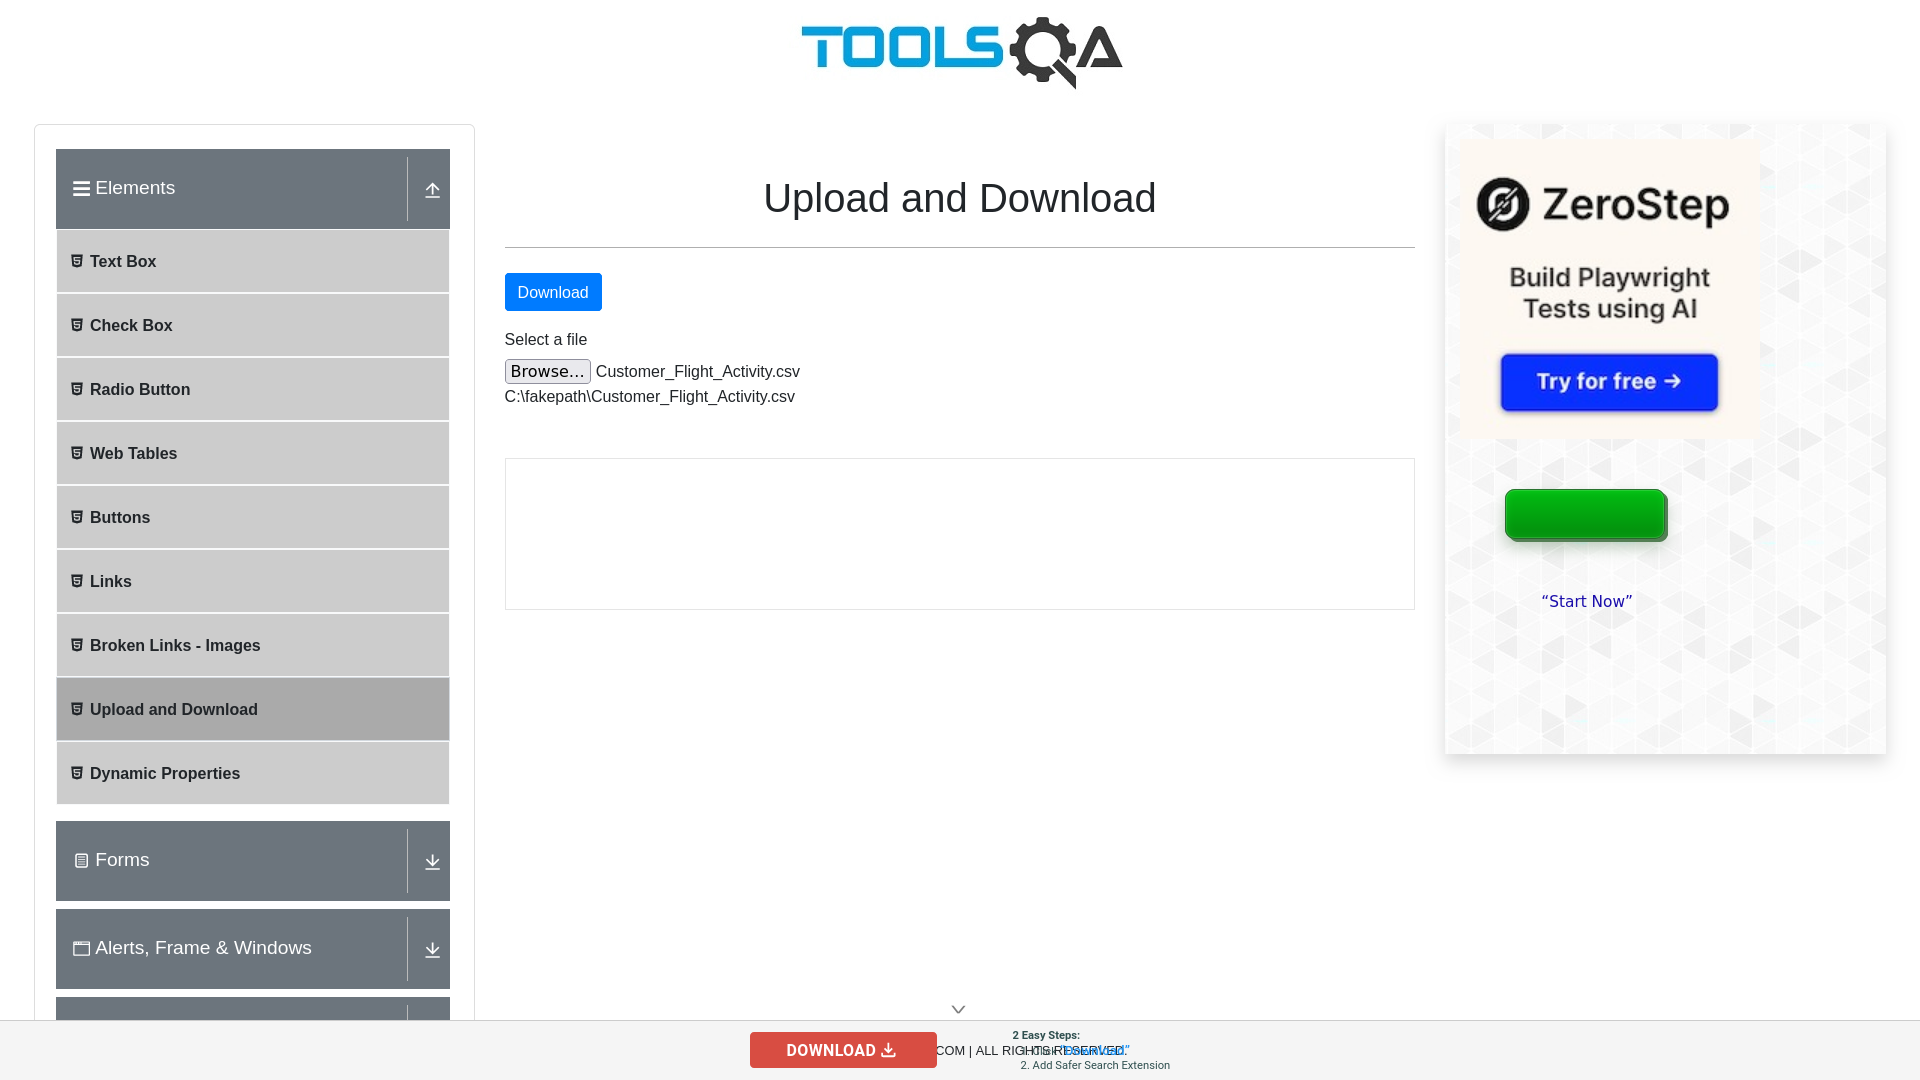 TOOLSQA
Elements
Text Box
Check Box
Radio Button
Web Tables
Buttons
Links
Broken Links - Images
Upload and Download
Dynamic Properties
Forms
Alerts, Frame & Windows
Upload and Download
Download
Select a file
Browse... Customer_Flight_Activity.csv
C:\fakepath\Customer_Flight_Activity.csv
ZeroStep
Build Playwright
Tests using AI
Try for free →
“Start Now”
DOWNLOAD
2 Easy Steps:
COM | ALL RIGHTS RESERVED.
2. Add Safer Search Extension